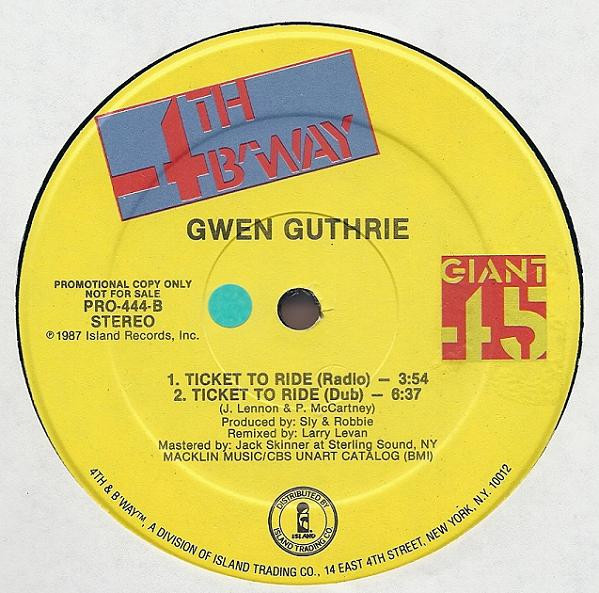 4TH
B'WAY
GWEN GUTHRIE
PROMOTIONAL COPY ONLY
NOT FOR SALE
PRO-444-B
STEREO
℗1987 Island Records, Inc.
GIANT
45
1. TICKET TO RIDE (Radio) — 3:54
2. TICKET TO RIDE (Dub) — 6:37
(J. Lennon & P. McCartney)
Produced by: Sly & Robbie
Remixed by: Larry Levan
Mastered by: Jack Skinner at Sterling Sound, NY
MACKLIN MUSIC/CBS UNART CATALOG (BMI)
DISTRIBUTED BY
ISLAND
ISLAND TRADING CO.
4TH & B'WAY™, A DIVISION OF ISLAND TRADING CO., 14 EAST 4TH STREET, NEW YORK, N.Y. 10012